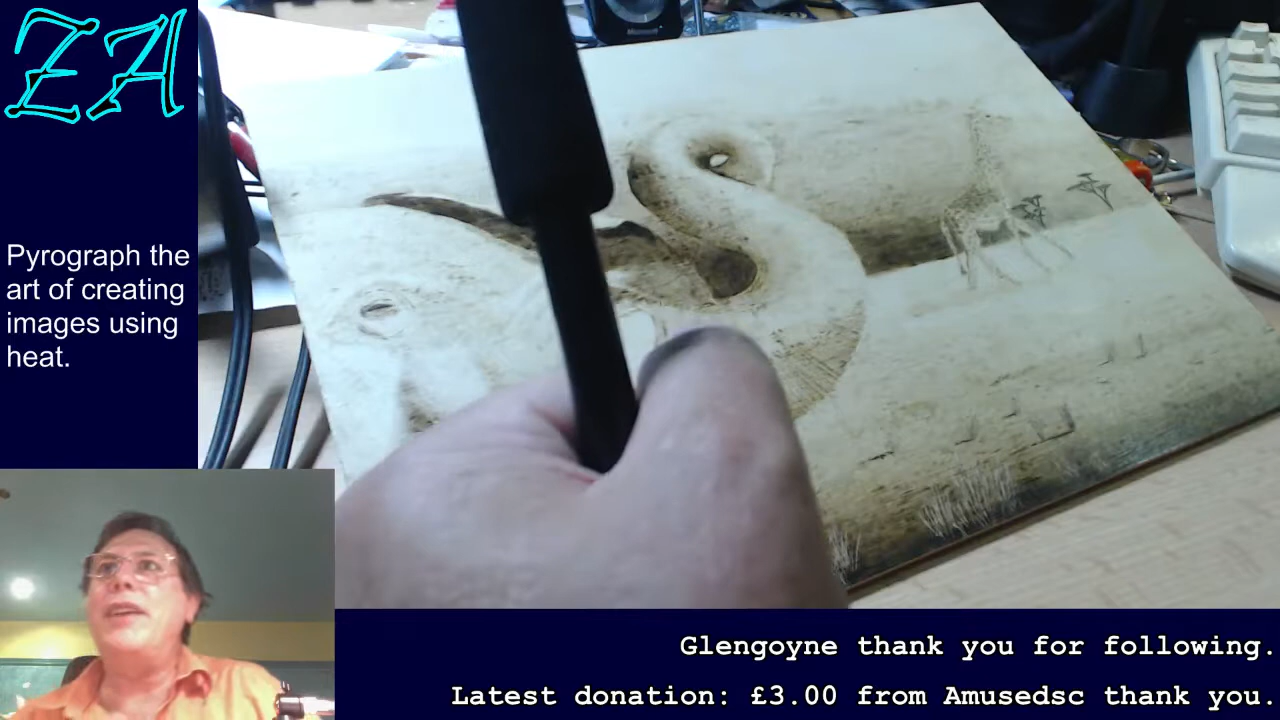 ZA
Pyrograph the
art of creating
images using
heat.
Glengoyne thank you for following.
Latest donation: £3.00 from Amusedsc thank you.